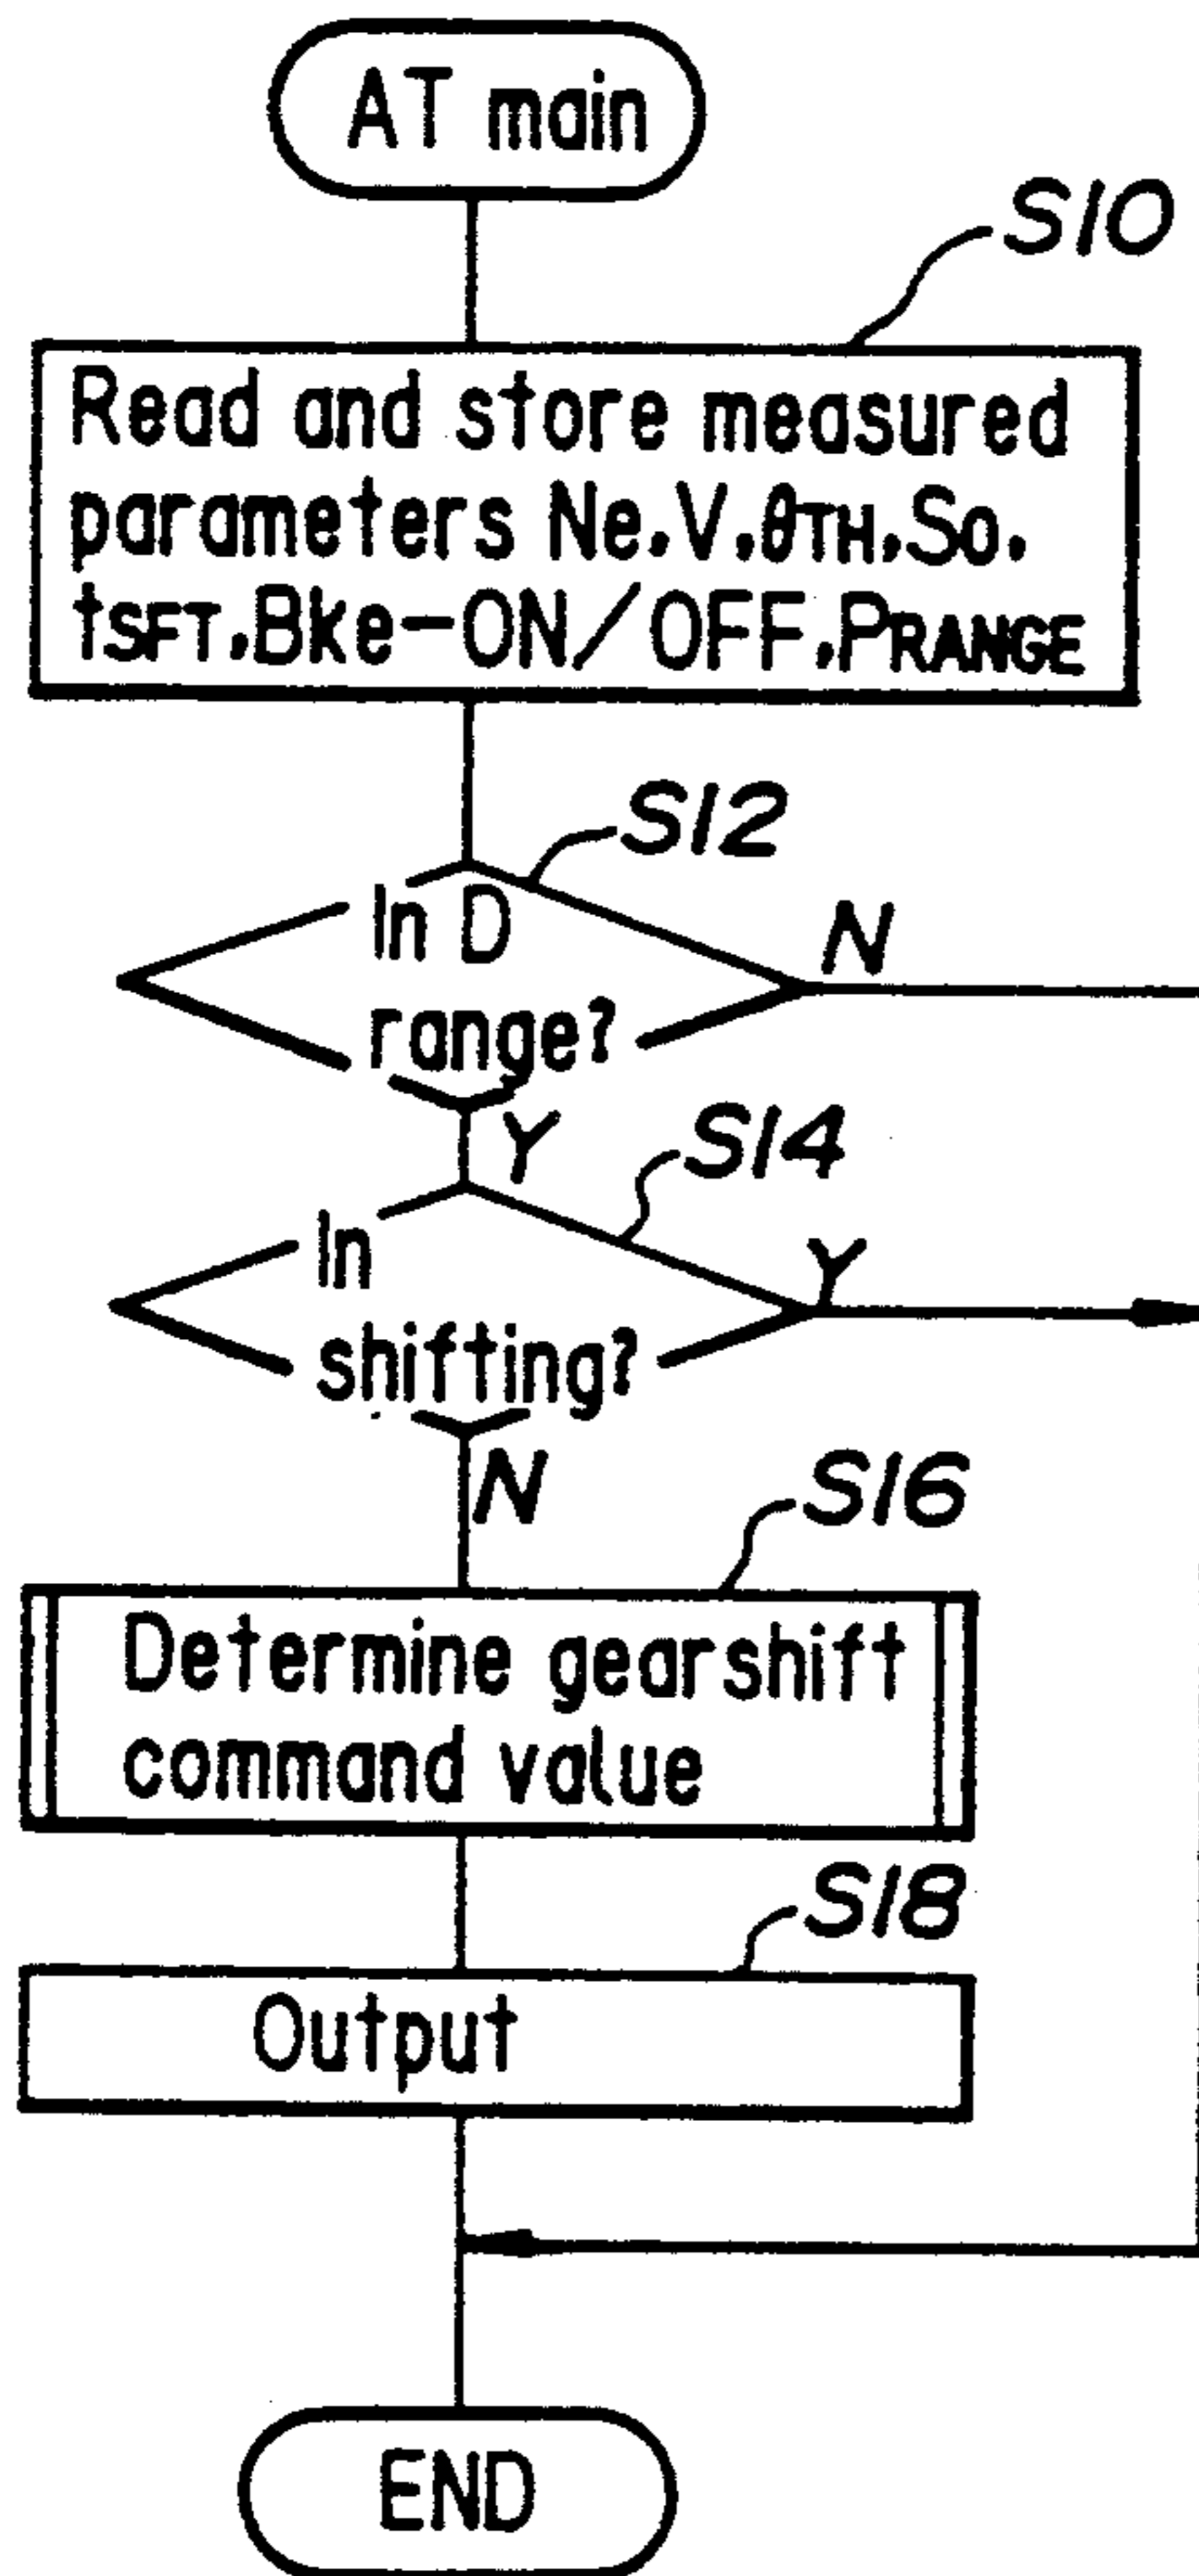 AT main
S10
Read and store measured
parameters Ne.V.θTH.So.
tSFT.Bke-ON/OFF.PRANGE
S12
In D
N
range?
Y
S14
In
Y
shifting?
N
S16
Determine gearshift
command value
S18
Output
END